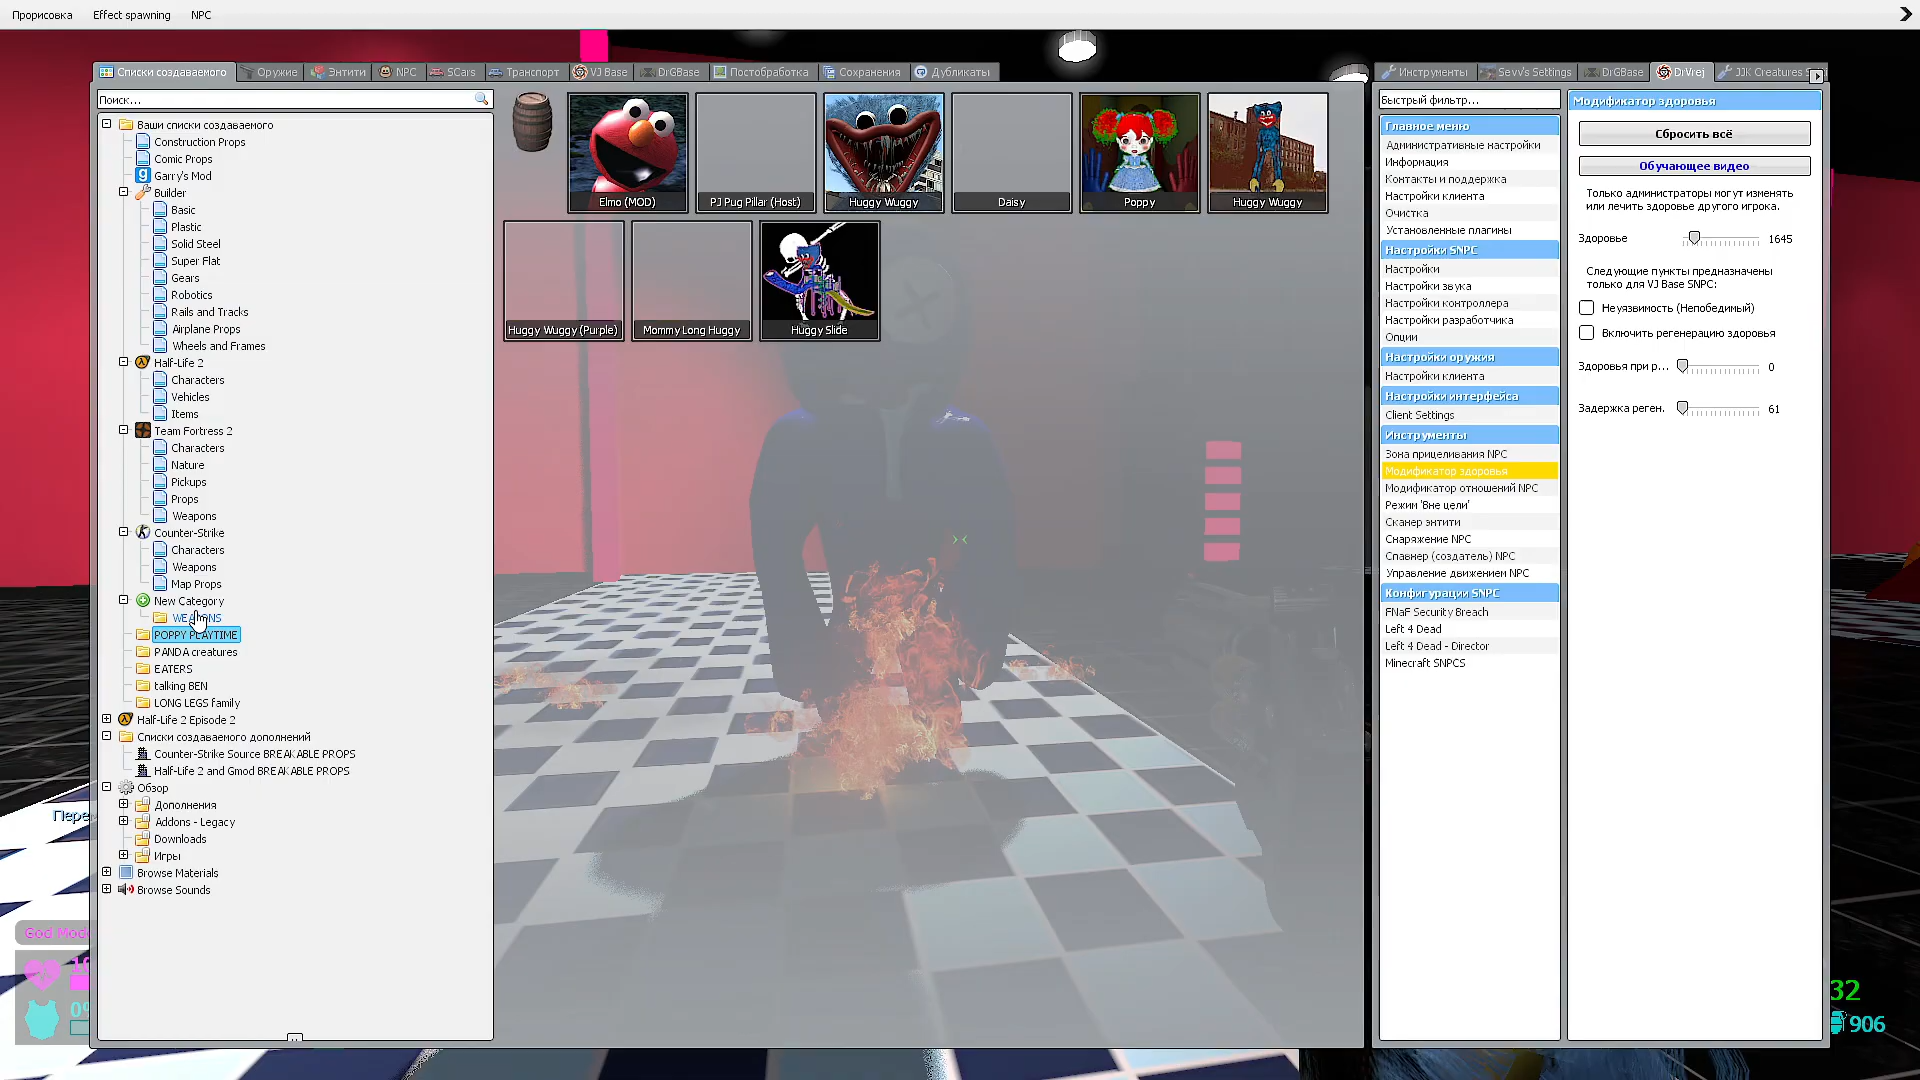 Прорисовка Effect spawning NPC
Списки создаваемого Оружие Энтити NPC SCars Транспорт VJ Base DrGBase Постобработка Сохранения Дубликаты
Инструменты SevvS Settings DrGBase DrVrej JJK Creatures
Поиск...
Ваши списки создаваемого
Construction Props
Comic Props
Garry's Mod
Builder
Basic
Plastic
Solid Steel
Super Flat
Gears
Robotics
Rails and Tracks
Airplane Props
Wheels and Frames
Half-Life 2
Characters
Vehicles
Items
Team Fortress 2
Characters
Nature
Pickups
Props
Weapons
Counter-Strike
Characters
Weapons
Map Props
New Category
WEAPONS
POPPY PLAYTIME
PANDA creatures
EATERS
talking BEN
LONG LEGS family
Half-Life 2 Episode 2
Списки создаваемого дополнений
Counter-Strike Source BREAKABLE PROPS
Half-Life 2 and Gmod BREAKABLE PROPS
Обзор
Дополнения
Addons - Legacy
Downloads
Игры
Browse Materials
Browse Sounds
Elmo (MOD)
PJ Pug Pillar (Host)
Huggy Wuggy
Daisy
Poppy
Huggy Wuggy
Huggy Wuggy (Purple)
Mommy Long Huggy
Huggy Slide
Быстрый фильтр...
Главное меню
Административные настройки
Информация
Контакты и поддержка
Настройки клиента
Очистка
Установленные плагины
Настройки SNPC
Настройки
Настройки звука
Настройки контроллера
Настройки разработчика
Опции
Настройки оружия
Настройки клиента
Настройки интерфейса
Client Settings
Инструменты
Зона прицеливания NPC
Модификатор здоровья
Модификатор отношений NPC
Режим 'Вне цели'
Сканер энтити
Снаряжение NPC
Спавнер (создатель) NPC
Управление движением NPC
Конфигурации SNPC
FNaF Security Breach
Left 4 Dead
Left 4 Dead - Director
Minecraft SNPCS
Модификатор здоровья
Сбросить всё
Обучающее видео
Только администраторы могут изменять
или лечить здоровье другого игрока.
Здоровье 1645
Следующие пункты предназначены
только для VJ Base SNPC:
Неуязвимость (Непобедимый)
Включить регенерацию здоровья
Здоровья при р... 0
Задержка реген. 61
Пере
God Mod
0%
32
906